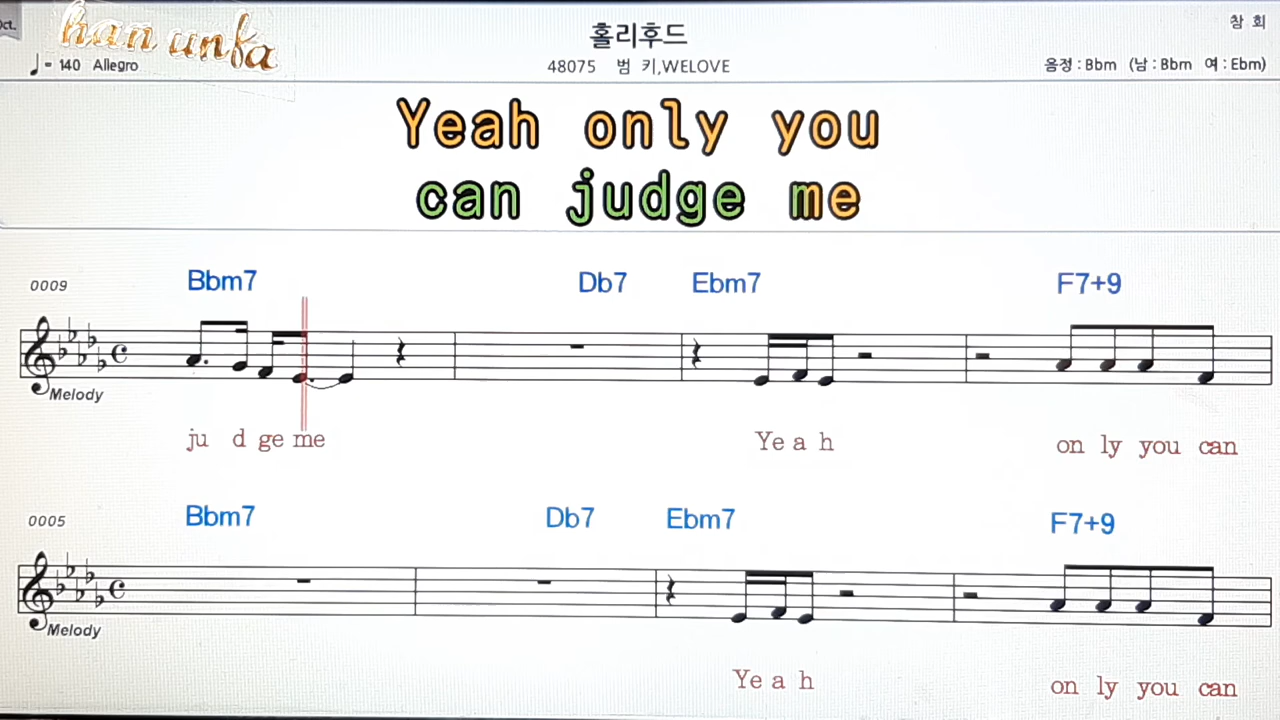 Oct.
han unfa
홀리후드
참 회
♩= 140 Allegro
48075 범 키,WELOVE
음정 : Bbm (남 : Bbm 여 : Ebm)
Yeah only you
can judge me
0009
Bbm7 Db7 Ebm7 F7+9
Melody
ju d ge me Ye a h on ly you can
0005
Bbm7 Db7 Ebm7 F7+9
Melody
Ye a h on ly you can